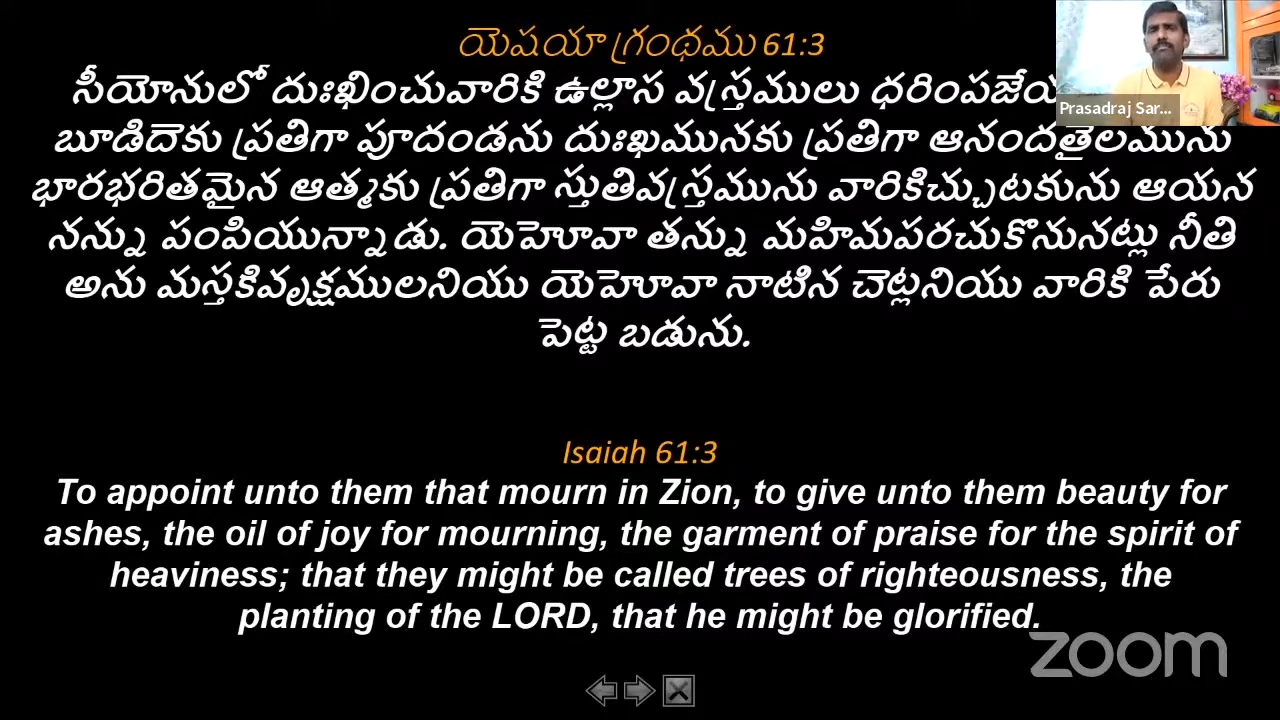 యెషయా గ్రంథము 61:3
సీయోనులో దుఃఖించువారికి ఉల్లాస వస్త్రములు
బూడిదెకు ప్రతిగా పూదండను దుఃఖమునకు ప్రతిగా ఆనందతైలమును
భారభరితమైన ఆత్మకు ప్రతిగా స్తుతివస్త్రమును వారికిచ్చుటకును ఆయన
నన్ను పంపియున్నాడు. యెహెూవా తన్ను మహిమపరచుకొనునట్లు నీతి
అను మస్తకివృక్షములనియు యెహెూవా నాటిన చెట్లనియు వారికి పేరు
పెట్ట బడును.
Isaiah 61:3
To appoint unto them that mourn in Zion, to give unto them beauty for
ashes, the oil of joy for mourning, the garment of praise for the spirit of
heaviness; that they might be called trees of righteousness, the
planting of the LORD, that he might be glorified.
Prasadraj Sar...
zoom